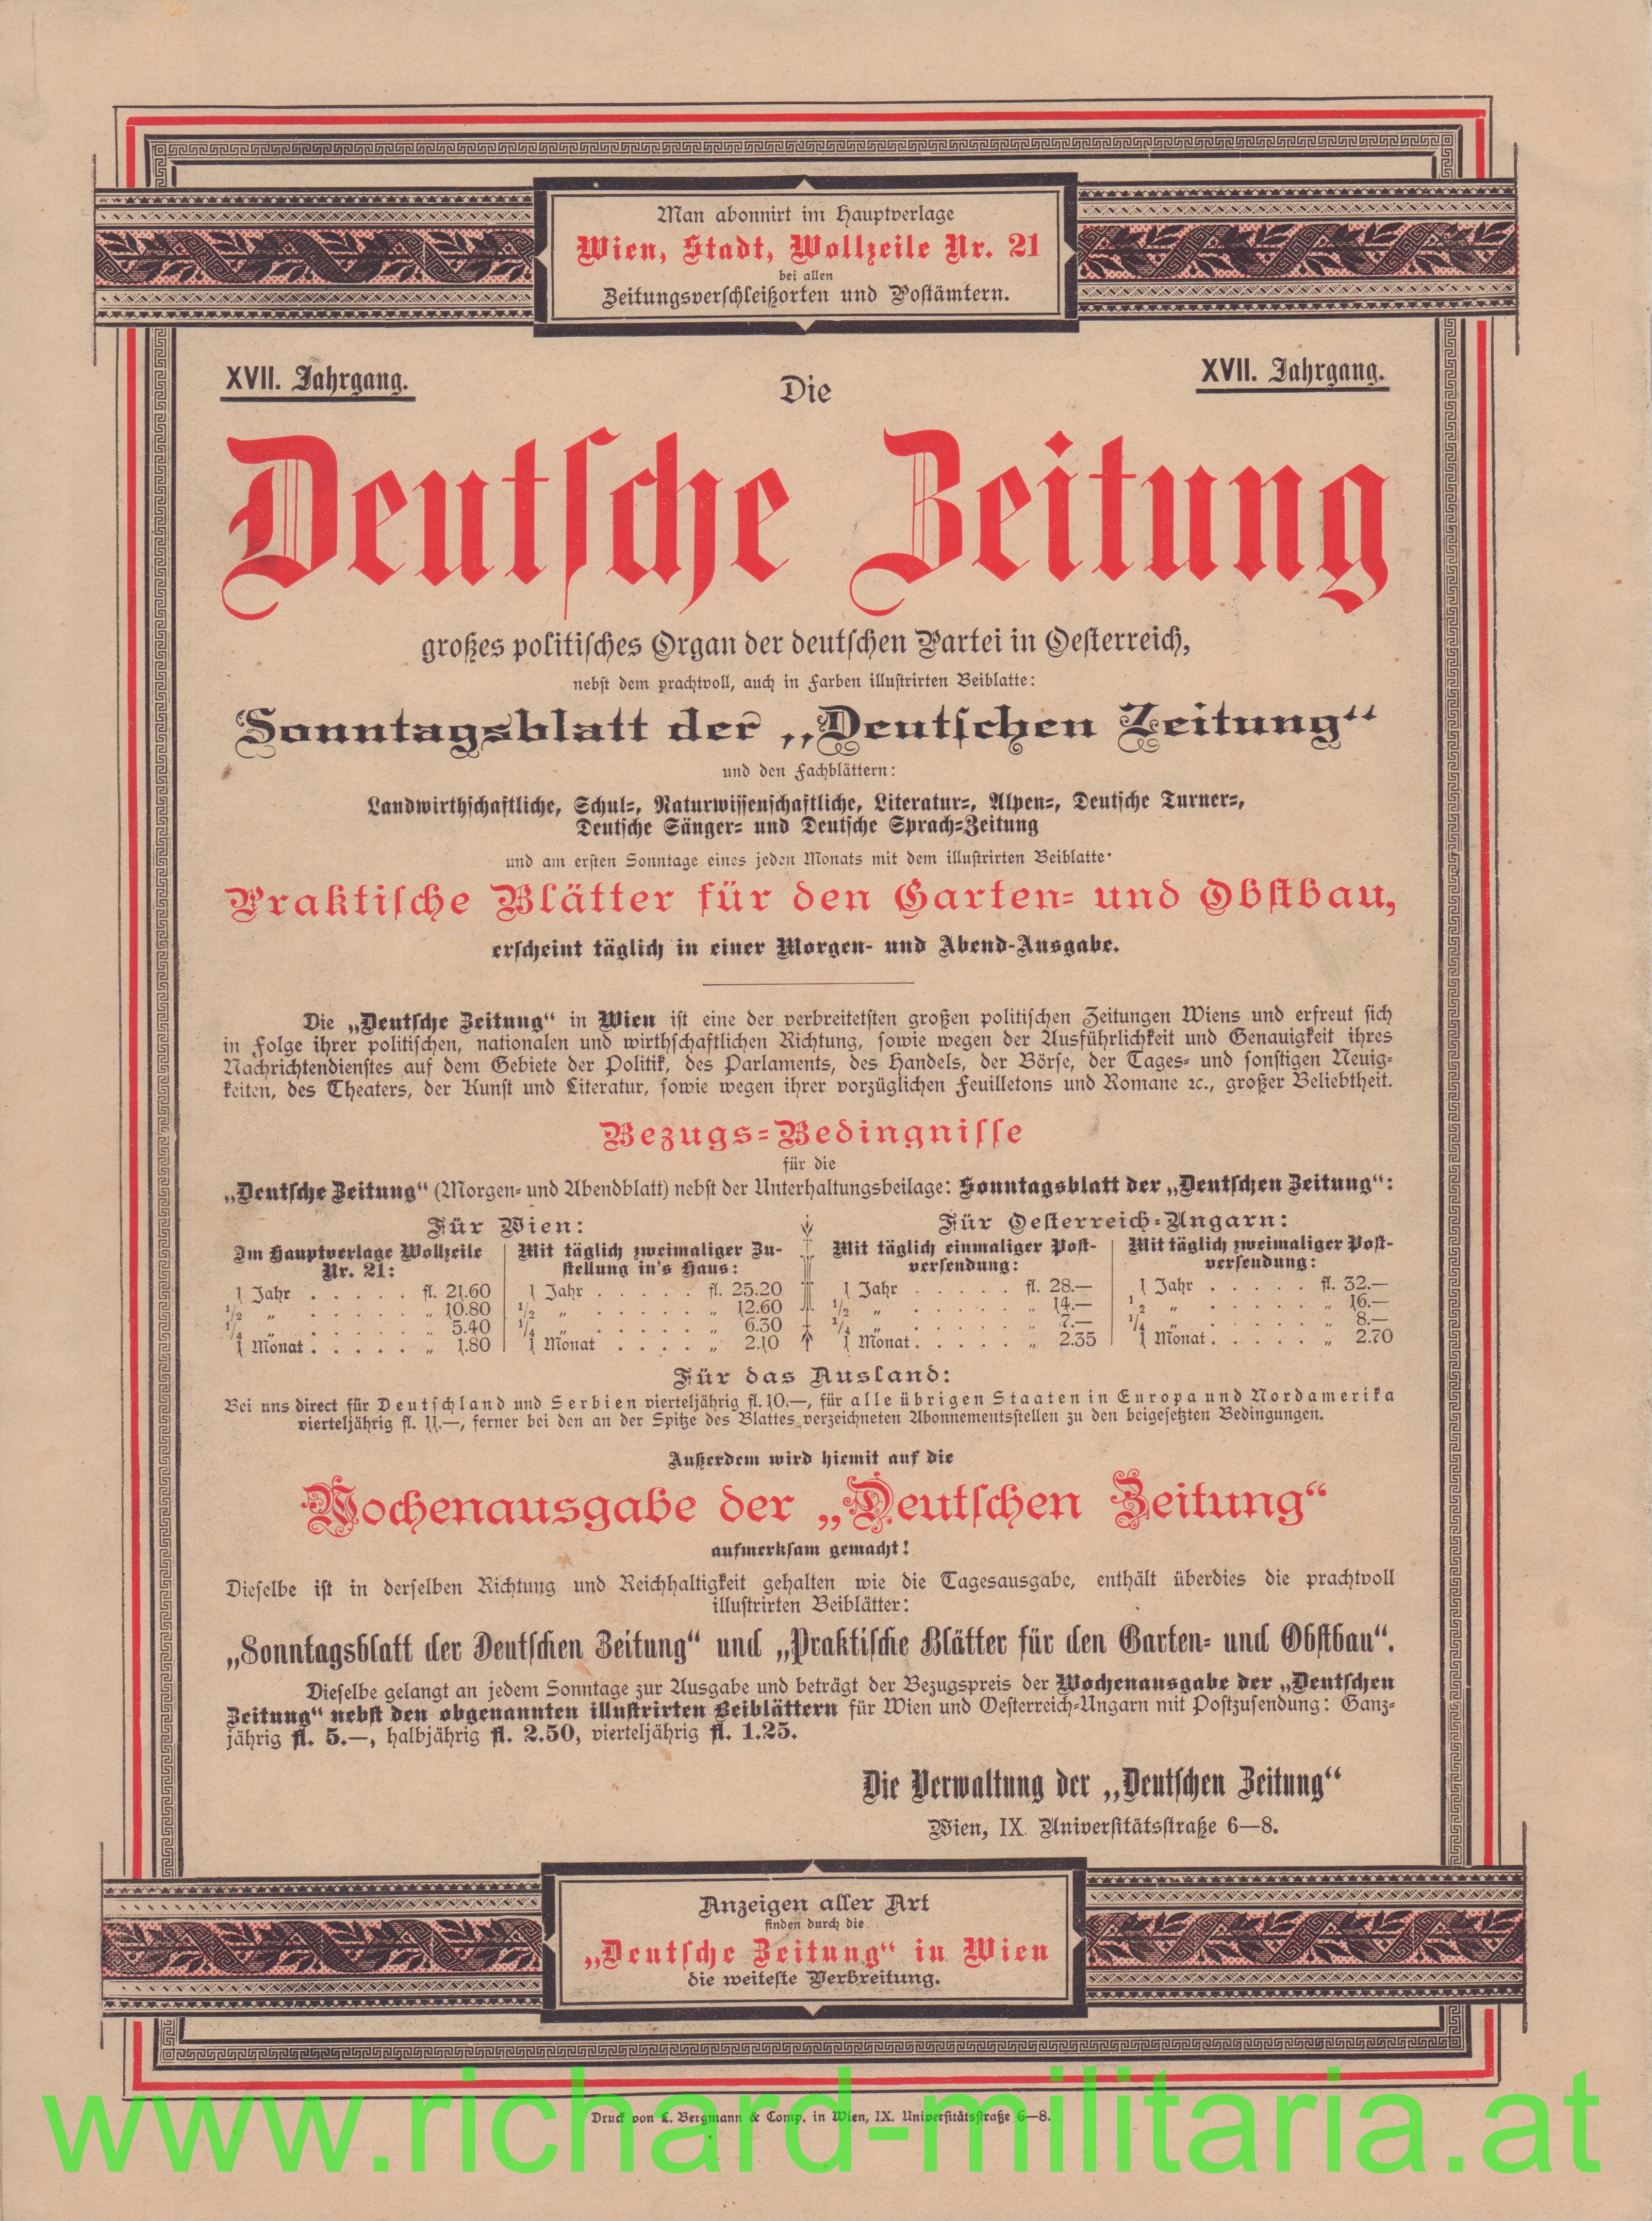 Man abonnirt im Hauptverlage
Wien, Stadt, Wollzeile Nr. 21
bei allen
Zeitungsverschleißorten und Postämtern.
XVII. Jahrgang.
XVII. Jahrgang.
Die
Deutsche Zeitung
großes politisches Organ der deutschen Partei in Oesterreich,
nebst dem prachtvoll, auch in Farben illustrirten Beiblatte:
Sonntagsblatt der „Deutschen Zeitung“
und den Fachblättern:
Landwirthschaftliche, Schul-, Naturwissenschaftliche, Literatur-, Alpen-, Deutsche Turner-,
Deutsche Sänger- und Deutsche Sprach-Zeitung
und am ersten Sonntage eines jeden Monats mit dem illustrirten Beiblatte:
Praktische Blätter für den Garten- und Obstbau,
erscheint täglich in einer Morgen- und Abend-Ausgabe.
Die „Deutsche Zeitung“ in Wien ist eine der verbreitetsten großen politischen Zeitungen Wiens und erfreut sich
in Folge ihrer politischen, nationalen und wirthschaftlichen Richtung, sowie wegen der Ausführlichkeit und Genauigkeit ihres
Nachrichtendienstes auf dem Gebiete der Politik, des Parlaments, des Handels, der Börse, der Tages- und sonstigen Neuig-
keiten, des Theaters, der Kunst und Literatur, sowie wegen ihrer vorzüglichen Feuilletons und Romane ꝛc., großer Beliebtheit.
Bezugs-Bedingnisse
für die
„Deutsche Zeitung“ (Morgen- und Abendblatt) nebst der Unterhaltungsbeilage: Sonntagsblatt der „Deutschen Zeitung“:
Für Wien:
Im Hauptverlage Wollzeile
Nr. 21:
1 Jahr . . . . . fl. 21.60
1/2 „ . . . . . „ 10.80
1/4 „ . . . . . „ 5.40
1 Monat . . . . . „ 1.80
Mit täglich zweimaliger Zu-
stellung in's Haus:
1 Jahr . . . . . fl. 25.20
1/2 „ . . . . . „ 12.60
1/4 „ . . . . . „ 6.30
1 Monat . . . . „ 2.10
Für Oesterreich-Ungarn:
Mit täglich einmaliger Post-
versendung:
1 Jahr . . . . . fl. 28.—
1/2 „ . . . . . „ 14.—
1/4 „ . . . . . „ 7.—
1 Monat . . . . . „ 2.35
Mit täglich zweimaliger Post-
versendung:
1 Jahr . . . . . fl. 32.—
1/2 „ . . . . . „ 16.—
1/4 „ . . . . . „ 8.—
1 Monat . . . . . „ 2.70
Für das Ausland:
Bei uns direct für Deutschland und Serbien vierteljährig fl. 10.—, für alle übrigen Staaten in Europa und Nordamerika
vierteljährig fl. 11.—, ferner bei den an der Spitze des Blattes verzeichneten Abonnementsstellen zu den beigesetzten Bedingungen.
Außerdem wird hiemit auf die
Wochenausgabe der „Deutschen Zeitung“
aufmerksam gemacht!
Dieselbe ist in derselben Richtung und Reichhaltigkeit gehalten wie die Tagesausgabe, enthält überdies die prachtvoll
illustrirten Beiblätter:
„Sonntagsblatt der Deutschen Zeitung“ und „Praktische Blätter für den Garten- und Obstbau“.
Dieselbe gelangt an jedem Sonntage zur Ausgabe und beträgt der Bezugspreis der Wochenausgabe der „Deutschen
Zeitung“ nebst den obgenannten illustrirten Beiblättern für Wien und Oesterreich-Ungarn mit Postzusendung: Ganz-
jährig fl. 5.—, halbjährig fl. 2.50, vierteljährig fl. 1.25.
Die Verwaltung der „Deutschen Zeitung“
Wien, IX. Universitätsstraße 6—8.
Anzeigen aller Art
finden durch die
„Deutsche Zeitung“ in Wien
die weiteste Verbreitung.
Druck von L. Bergmann & Comp. in Wien, IX. Universitätsstraße 6—8.
www.richard-militaria.at